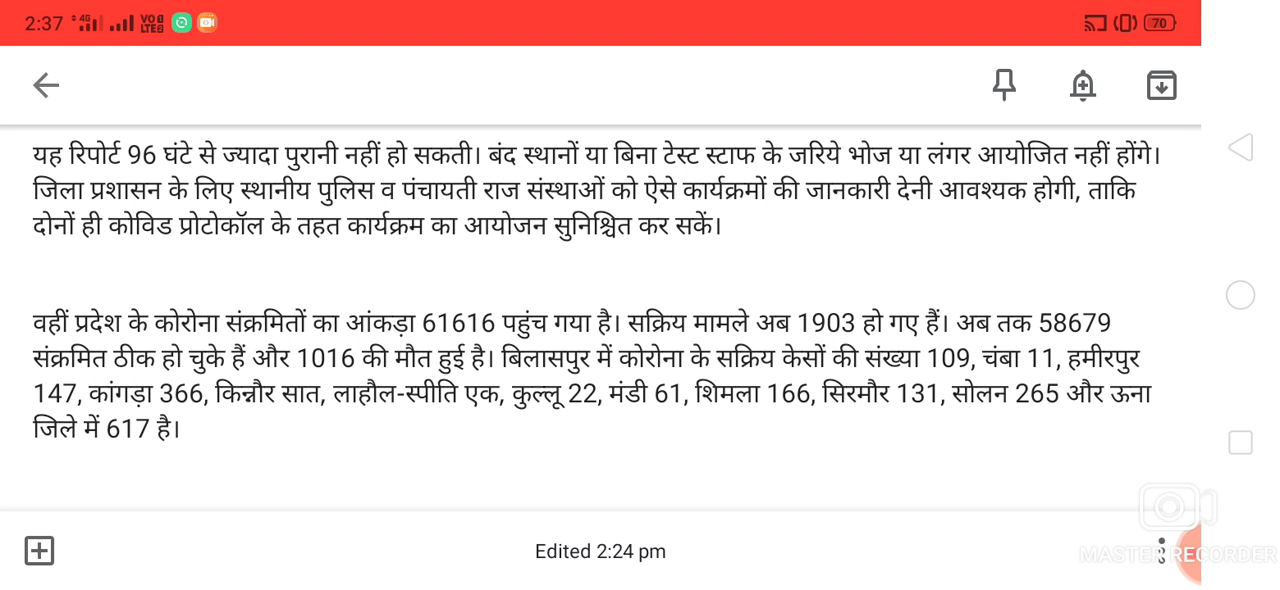 2:37 4G VO LTE 70
यह रिपोर्ट 96 घंटे से ज्यादा पुरानी नहीं हो सकती। बंद स्थानों या बिना टेस्ट स्टाफ के जरिये भोज या लंगर आयोजित नहीं होंगे।
जिला प्रशासन के लिए स्थानीय पुलिस व पंचायती राज संस्थाओं को ऐसे कार्यक्रमों की जानकारी देनी आवश्यक होगी, ताकि
दोनों ही कोविड प्रोटोकॉल के तहत कार्यक्रम का आयोजन सुनिश्चित कर सकें।
वहीं प्रदेश के कोरोना संक्रमितों का आंकड़ा 61616 पहुंच गया है। सक्रिय मामले अब 1903 हो गए हैं। अब तक 58679
संक्रमित ठीक हो चुके हैं और 1016 की मौत हुई है। बिलासपुर में कोरोना के सक्रिय केसों की संख्या 109, चंबा 11, हमीरपुर
147, कांगड़ा 366, किन्नौर सात, लाहौल-स्पीति एक, कुल्लू 22, मंडी 61, शिमला 166, सिरमौर 131, सोलन 265 और ऊना
जिले में 617 है।
Edited 2:24 pm
MASTER RECORDER